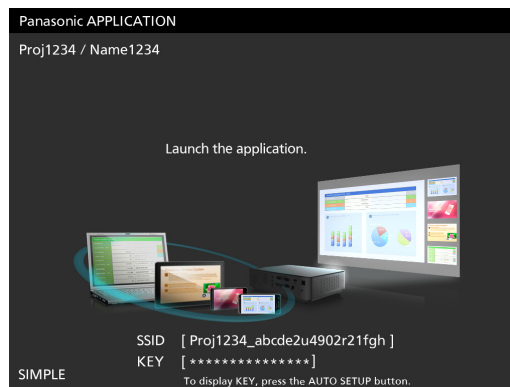 Panasonic APPLICATION
Proj1234 / Name1234
Launch the application.
SSID [ Proj1234_abcde2u4902r21fgh ]
KEY [ *************** ]
SIMPLE
To display KEY, press the AUTO SETUP button.